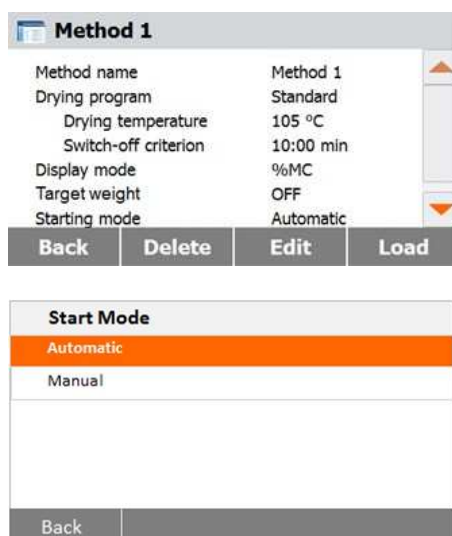 Method 1
Method name Method 1
Drying program Standard
Drying temperature 105 °C
Switch-off criterion 10:00 min
Display mode %MC
Target weight OFF
Starting mode Automatic
Back Delete Edit Load
Start Mode
Automatic
Manual
Back